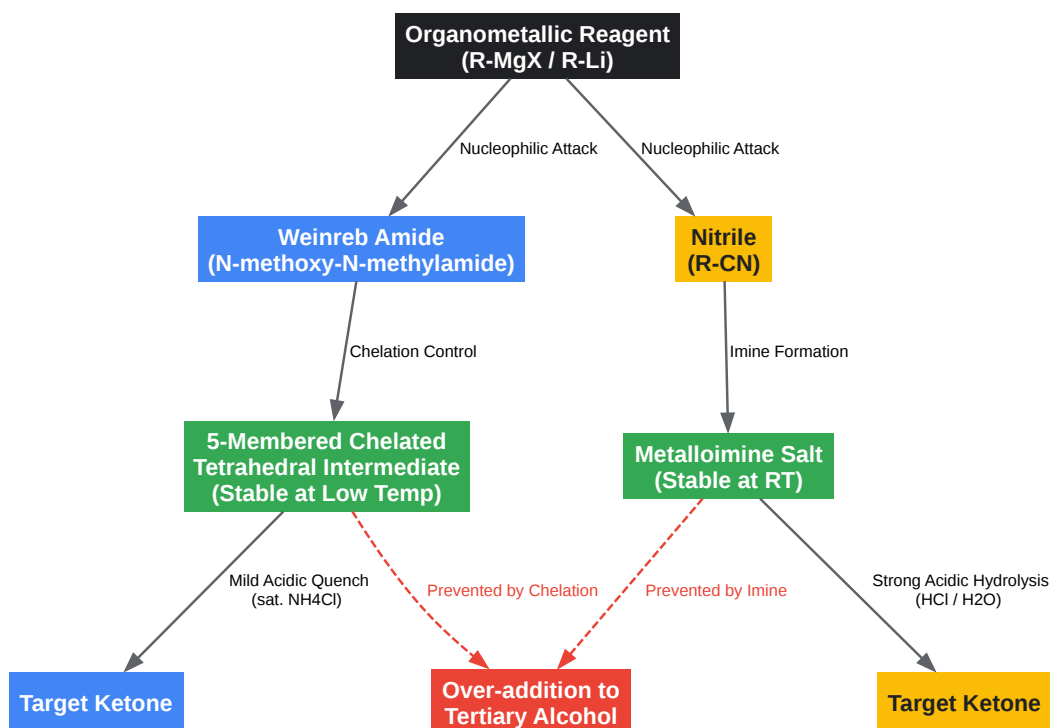 Organometallic Reagent
(R-MgX / R-Li)
Nucleophilic Attack
Nucleophilic Attack
Weinreb Amide
(N-methoxy-N-methylamide)
Nitrile
(R-CN)
Chelation Control
Imine Formation
5-Membered Chelated
Tetrahedral Intermediate
(Stable at Low Temp)
Metalloimine Salt
(Stable at RT)
Mild Acidic Quench
(sat. NH4Cl)
Prevented by Chelation
Prevented by Imine
Strong Acidic Hydrolysis
(HCl / H2O)
Target Ketone
Over-addition to
Tertiary Alcohol
Target Ketone